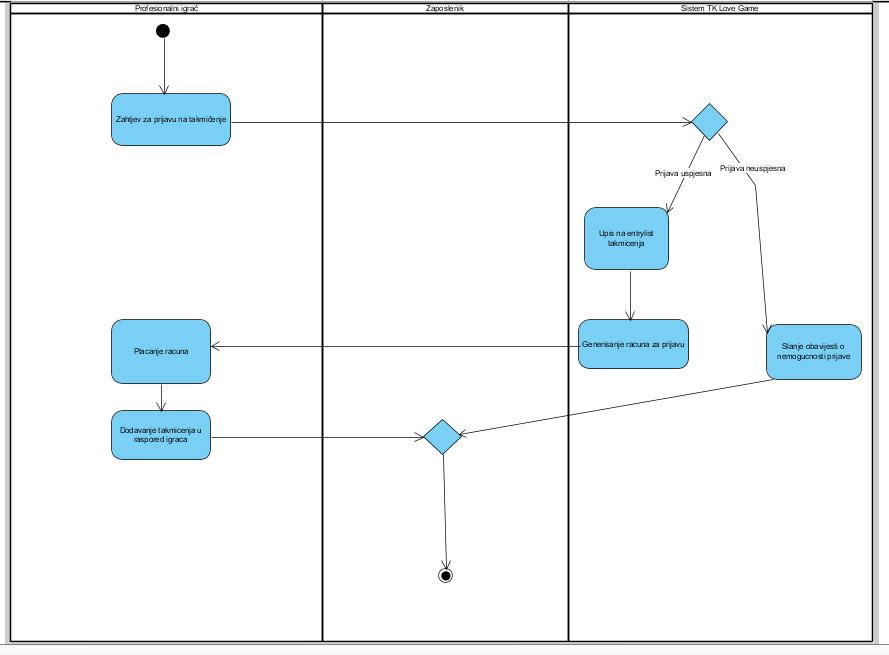 Profesionalni igrač
Zaposlenik
Sistem TK Love Game
Zahtjev za prijavu na takmičenje
Prijava uspjesna
Prijava neuspjesna
Upis na entrylist
takmicenja
Generisanje racuna za prijavu
Slanje obavijesti o
nemogucnosti prijave
Placanje racuna
Dodavanje takmicenja u
raspored igraca